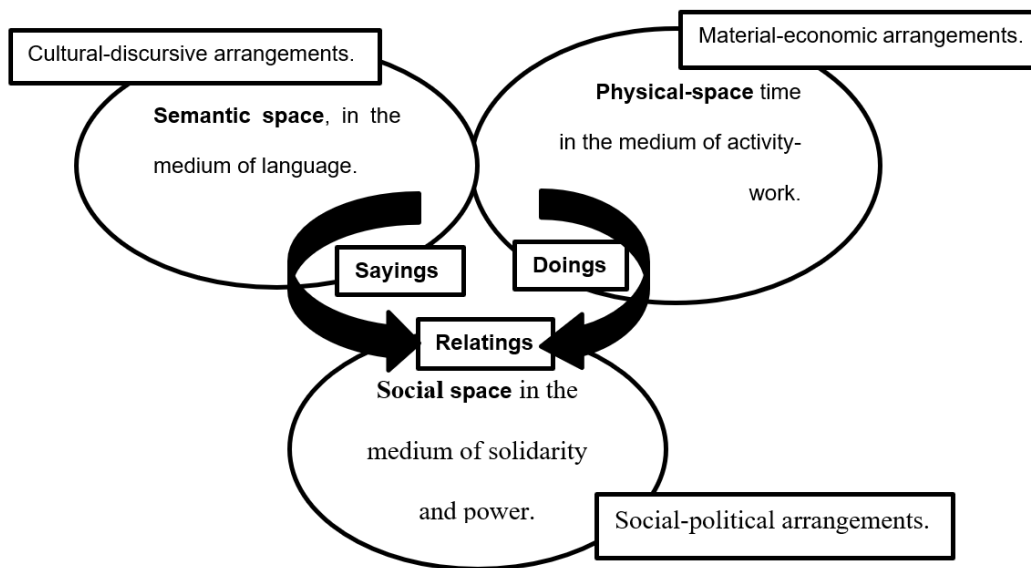 Cultural-discursive arrangements.
Material-economic arrangements.
Semantic space, in the
medium of language.
Physical-space time
in the medium of activity-
work.
Sayings
Doings
Relatings
Social space in the
medium of solidarity
and power.
Social-political arrangements.